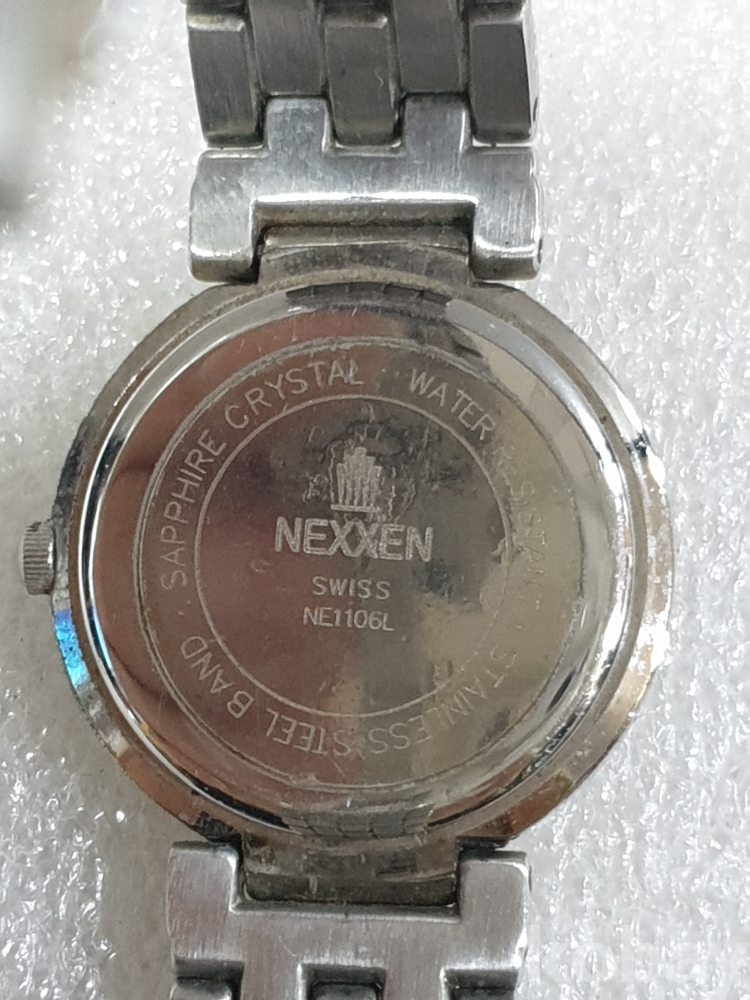 SAPPHIRE CRYSTAL · WATER RESISTANT · STAINLESS STEEL BAND ·
NEXXEN
SWISS
NE1106L